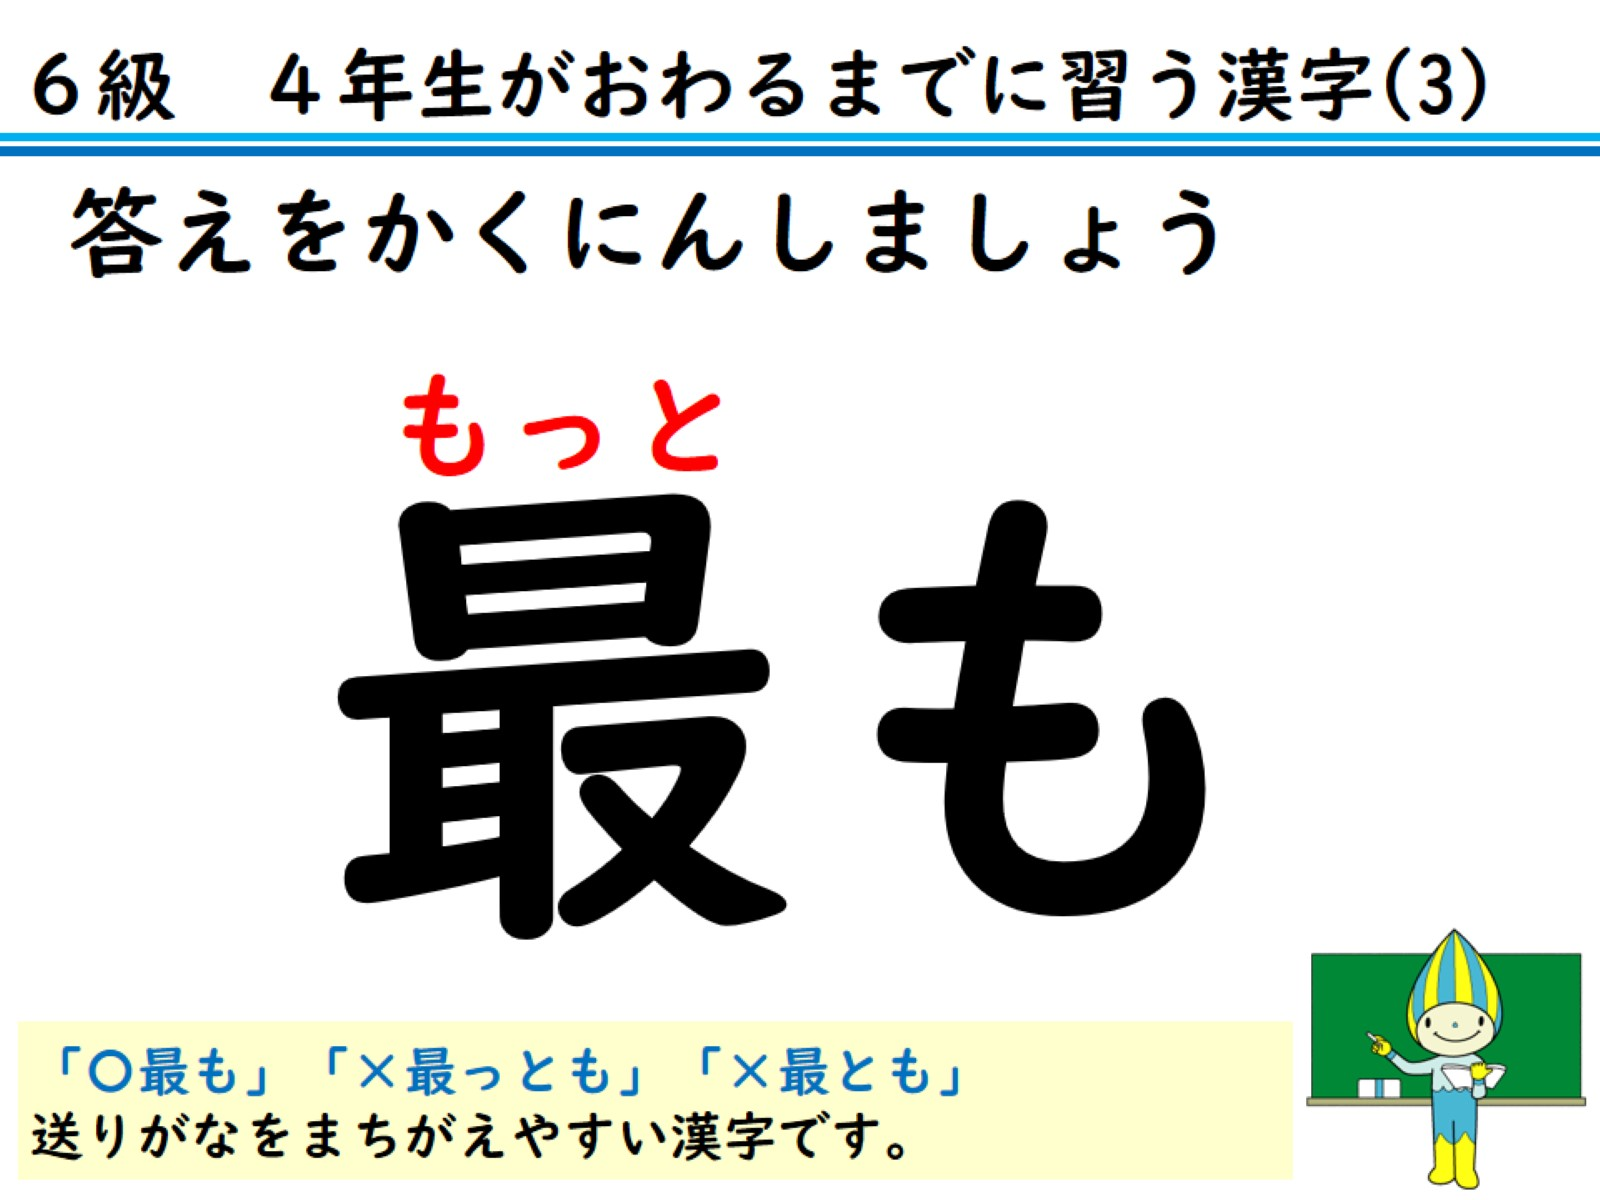 ６級　４年生がおわるまでに習う漢字(3)
答えをかくにんしましょう
もっと
最も
「〇最も」「×最っとも」「×最とも」
送りがなをまちがえやすい漢字です。